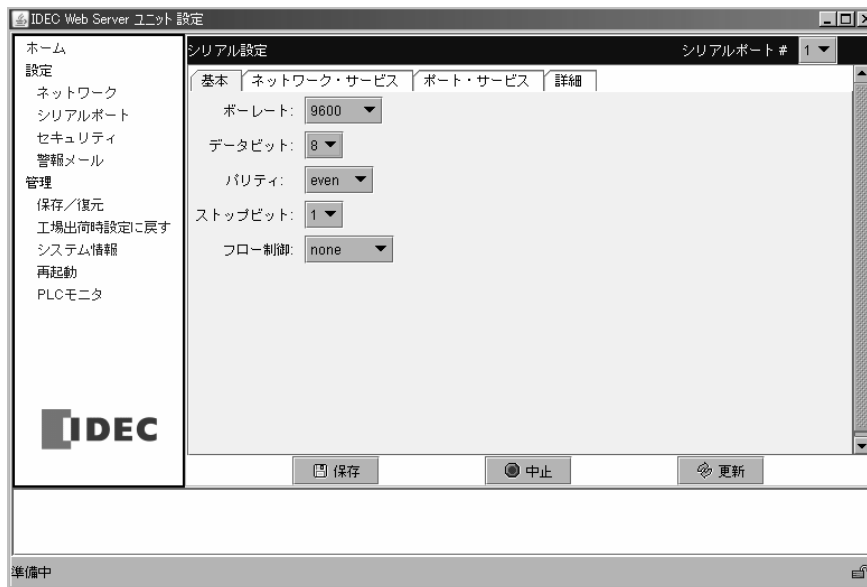 IDEC Web Server ユニット 設定
ホーム
設定
ネットワーク
シリアルポート
セキュリティ
警報メール
管理
保存／復元
工場出荷時設定に戻す
システム情報
再起動
PLCモニタ
IDEC
シリアル設定
シリアルポート # 1
基本 ネットワーク・サービス ポート・サービス 詳細
ボーレート: 9600
データビット: 8
パリティ: even
ストップビット: 1
フロー制御: none
保存 中止 更新
準備中